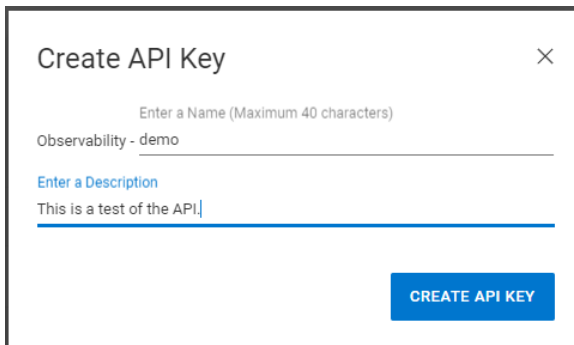 Create API Key
Enter a Name (Maximum 40 characters)
Observability - demo
Enter a Description
This is a test of the API.
CREATE API KEY